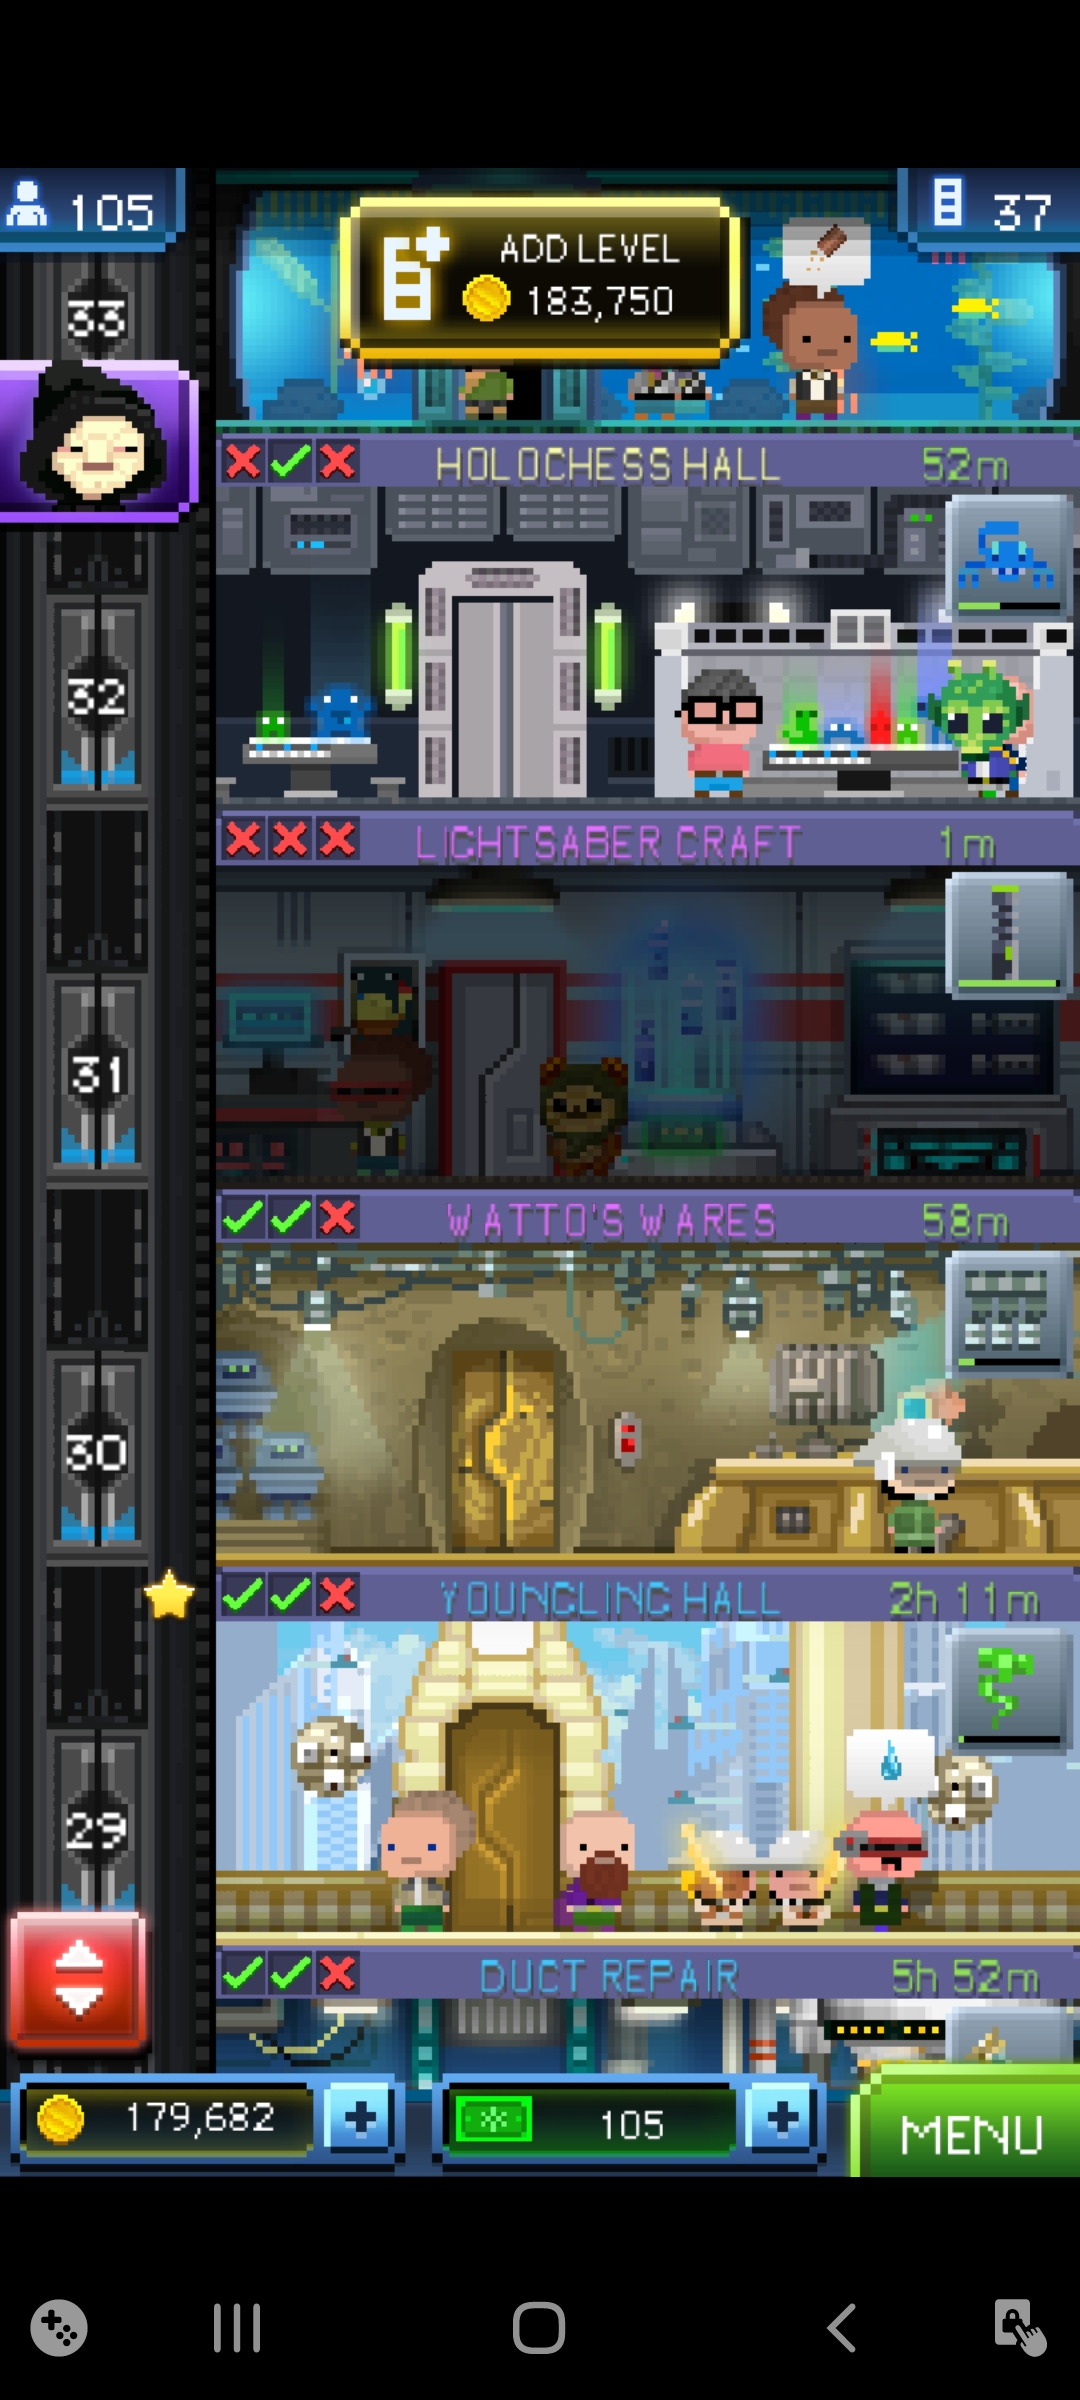 105
37
ADD LEVEL
183,750
33
HOLOCHESS HALL 52m
32
LIGHTSABER CRAFT 1m
31
WATTO'S WARES 58m
30
YOUNGLING HALL 2h 11m
29
DUCT REPAIR 5h 52m
179,682
105
MENU